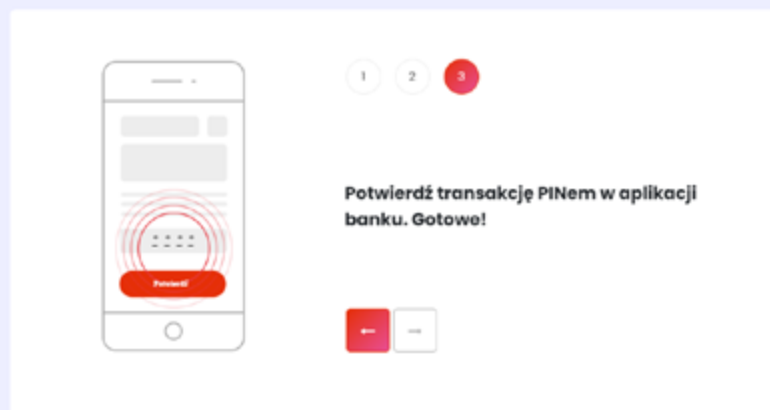 1 2 3
Potwierdź transakcję PINem w aplikacji
banku. Gotowe!
Potwierdź